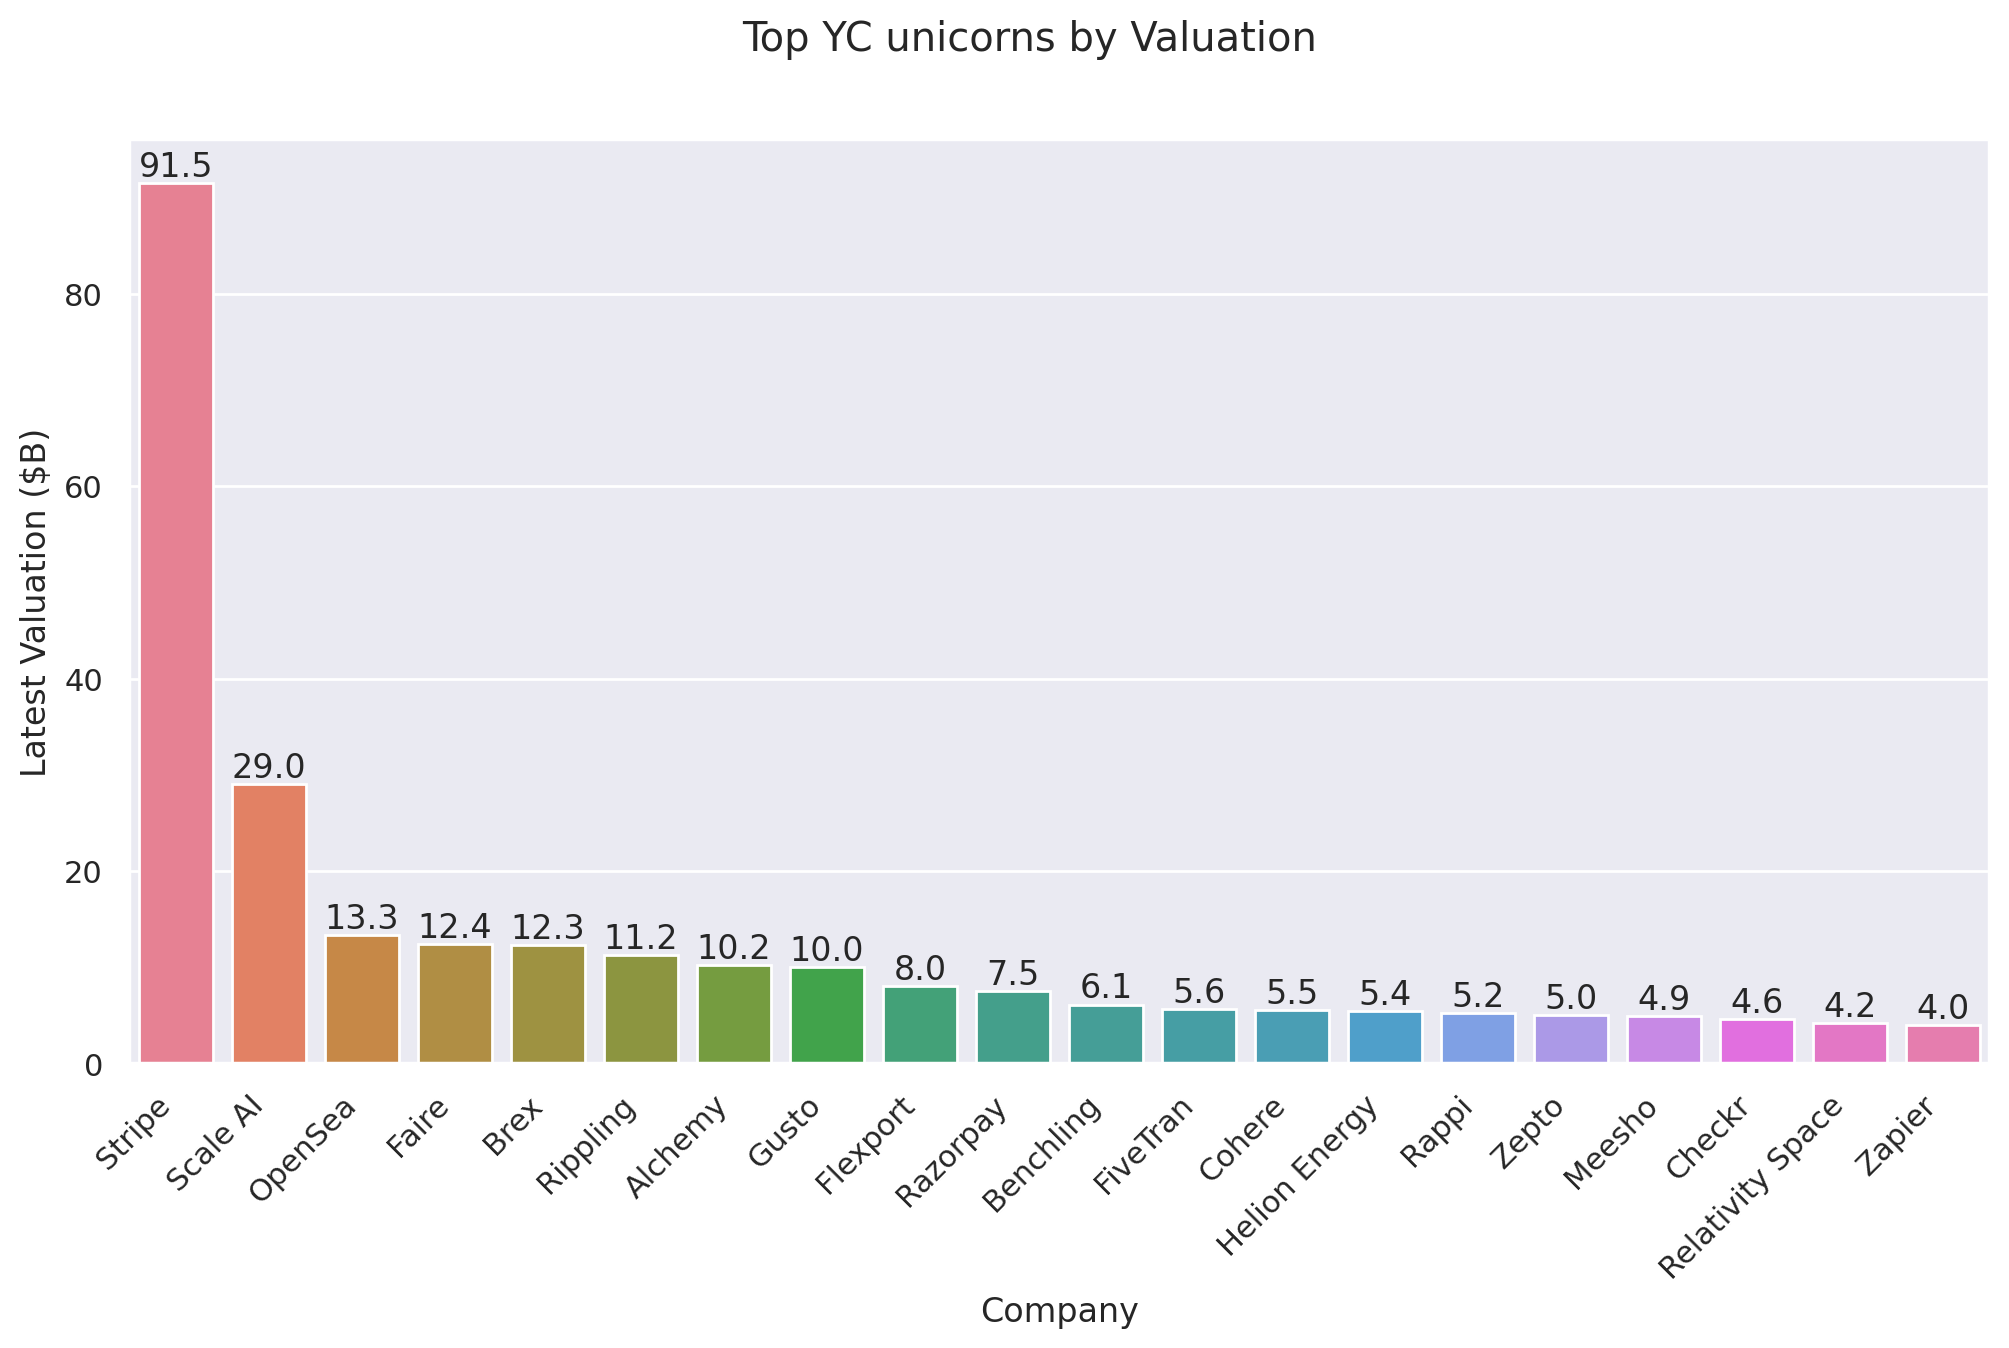 Top YC unicorns by Valuation
Latest Valuation ($B)
80
60
40
20
0
91.5
29.0
13.3
12.4
12.3
11.2
10.2
10.0
8.0
7.5
6.1
5.6
5.5
5.4
5.2
5.0
4.9
4.6
4.2
4.0
Stripe
Scale AI
OpenSea
Faire
Brex
Rippling
Alchemy
Gusto
Flexport
Razorpay
Benchling
FiveTran
Cohere
Helion Energy
Rappi
Zepto
Meesho
Checkr
Relativity Space
Zapier
Company